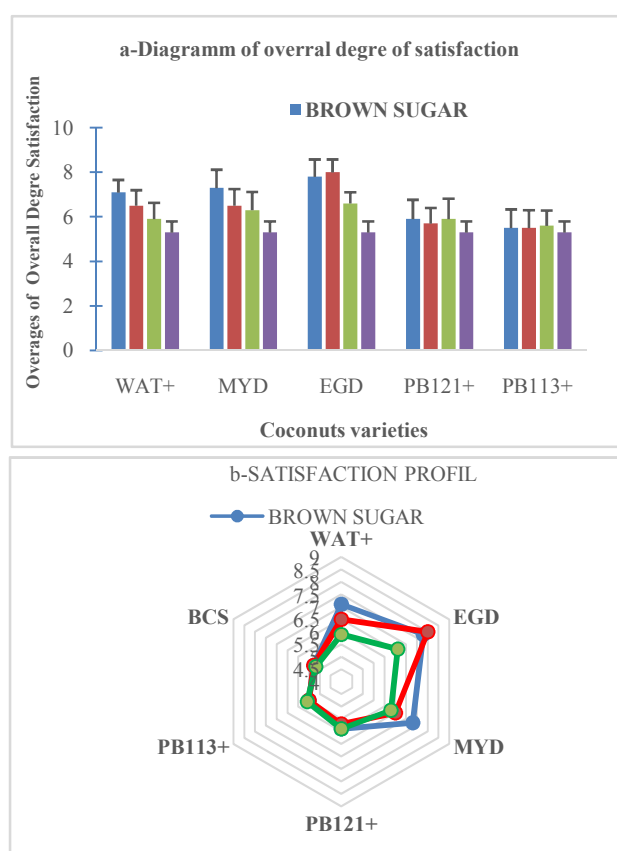 a-Diagramm of overral degre of satisfaction
BROWN SUGAR
Overages of Overall Degre Satisfaction
10
8
6
4
2
0
WAT+ MYD EGD PB121+ PB113+
Coconuts varieties
b-SATISFACTION PROFIL
BROWN SUGAR
WAT+
9
8.5
8
7.5
7
6.5
6
5.5
5
4.5
4
BCS
EGD
PB113+
MYD
PB121+